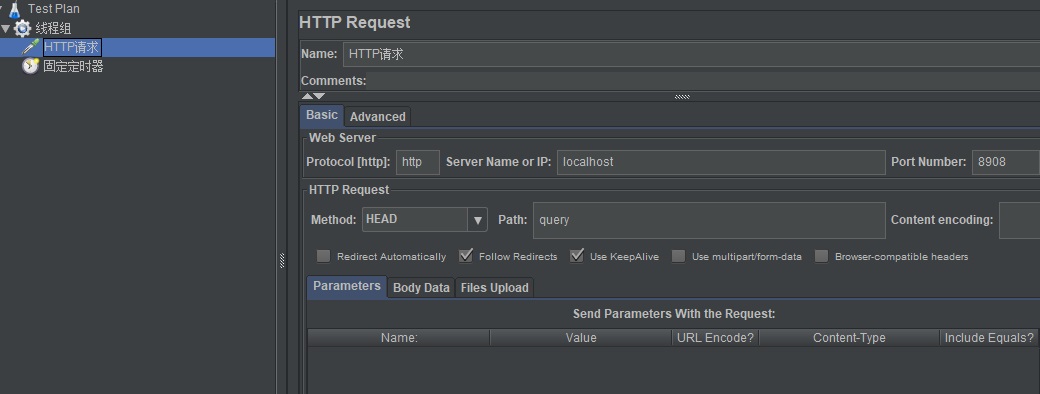 Test Plan
线程组
HTTP请求
固定定时器
HTTP Request
Name: HTTP请求
Comments:
Basic Advanced
Web Server
Protocol [http]: http Server Name or IP: localhost Port Number: 8908
HTTP Request
Method: HEAD Path: query Content encoding:
Redirect Automatically Follow Redirects Use KeepAlive Use multipart/form-data Browser-compatible headers
Parameters Body Data Files Upload
Send Parameters With the Request:
Name: Value URL Encode? Content-Type Include Equals?